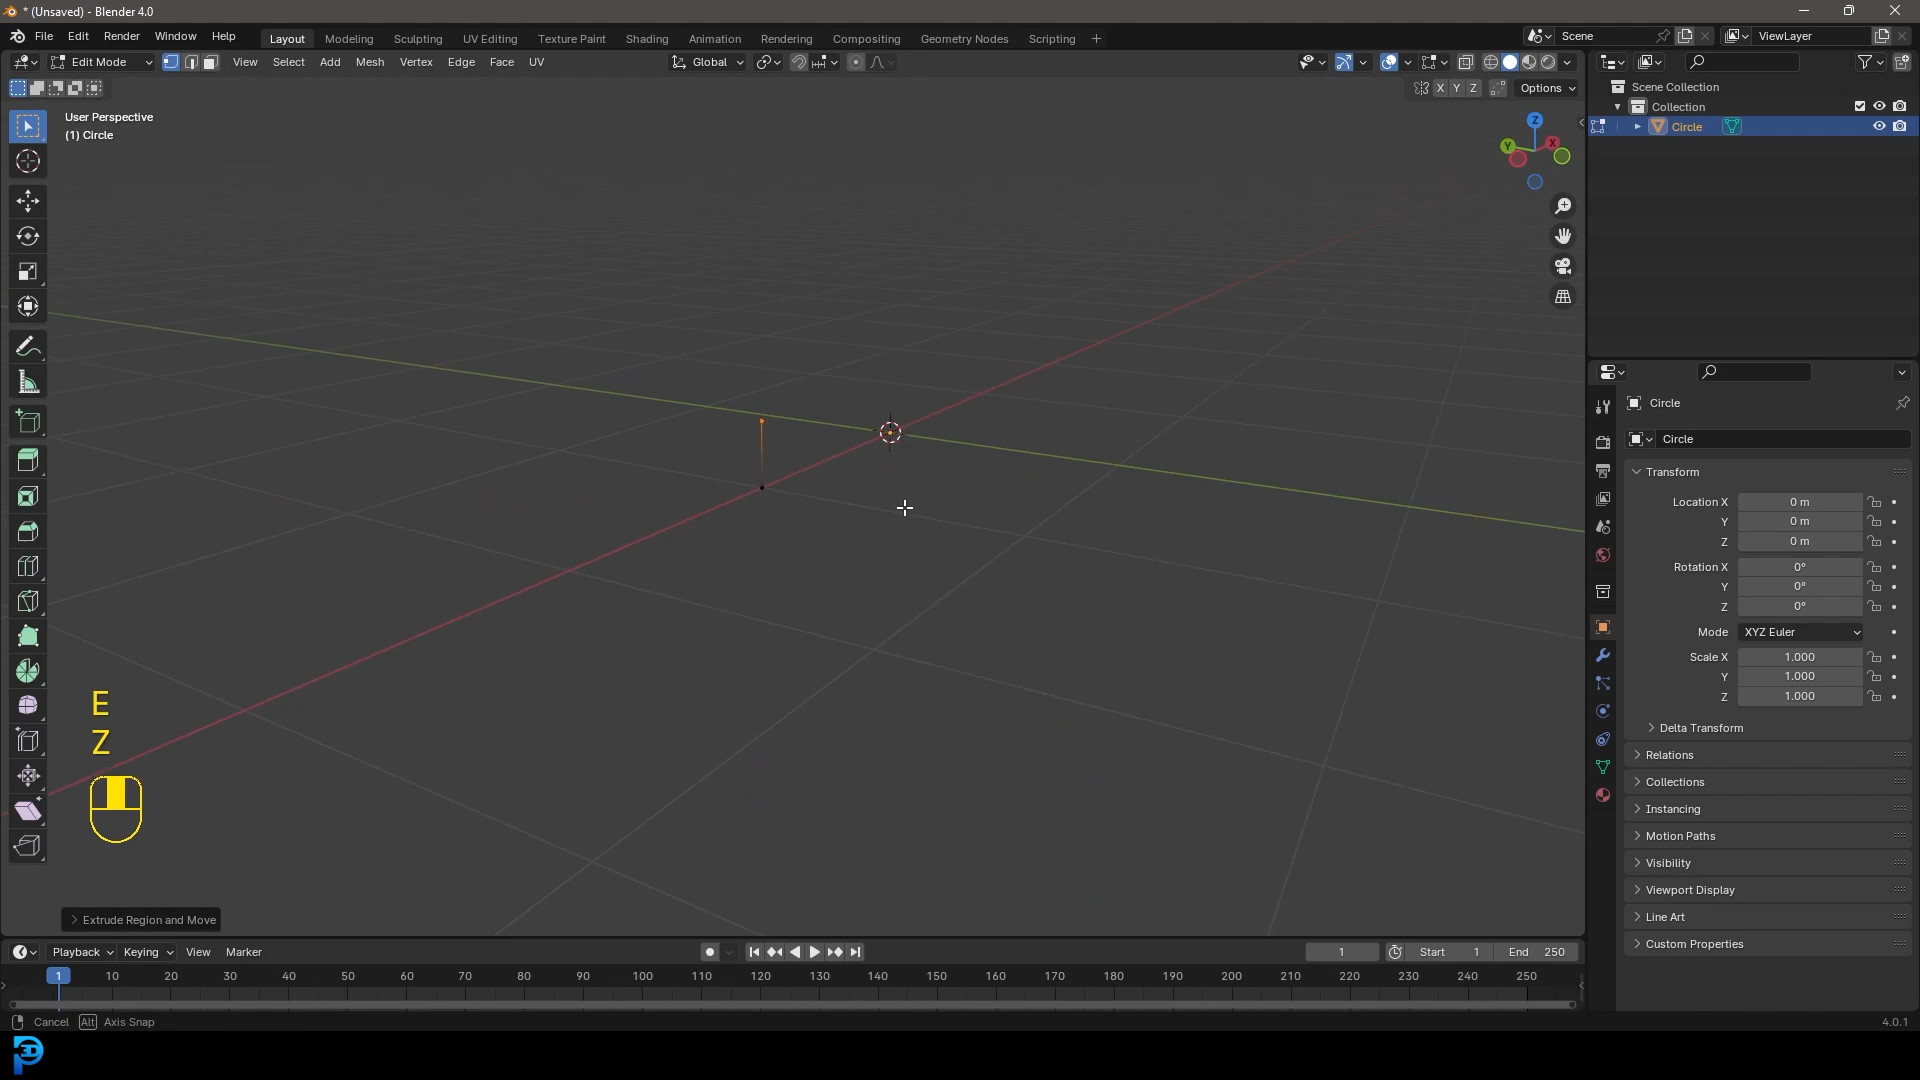 * (Unsaved) - Blender 4.0
File Edit Render Window Help Layout Modeling Sculpting UV Editing Texture Paint Shading Animation Rendering Compositing Geometry Nodes Scripting + Scene ViewLayer
Edit Mode View Select Add Mesh Vertex Edge Face UV Global
X Y Z Options
User Perspective
(1) Circle
Z
Y X
Scene Collection
Collection
Circle
Circle
Circle
Transform
Location X 0 m
Y 0 m
Z 0 m
Rotation X 0°
Y 0°
Z 0°
Mode XYZ Euler
Scale X 1.000
Y 1.000
Z 1.000
Delta Transform
Relations
Collections
Instancing
Motion Paths
Visibility
Viewport Display
Line Art
Custom Properties
E
Z
Extrude Region and Move
Playback Keying View Marker 1 Start 1 End 250
1 10 20 30 40 50 60 70 80 90 100 110 120 130 140 150 160 170 180 190 200 210 220 230 240 250
Cancel Alt Axis Snap 4.0.1
P3D